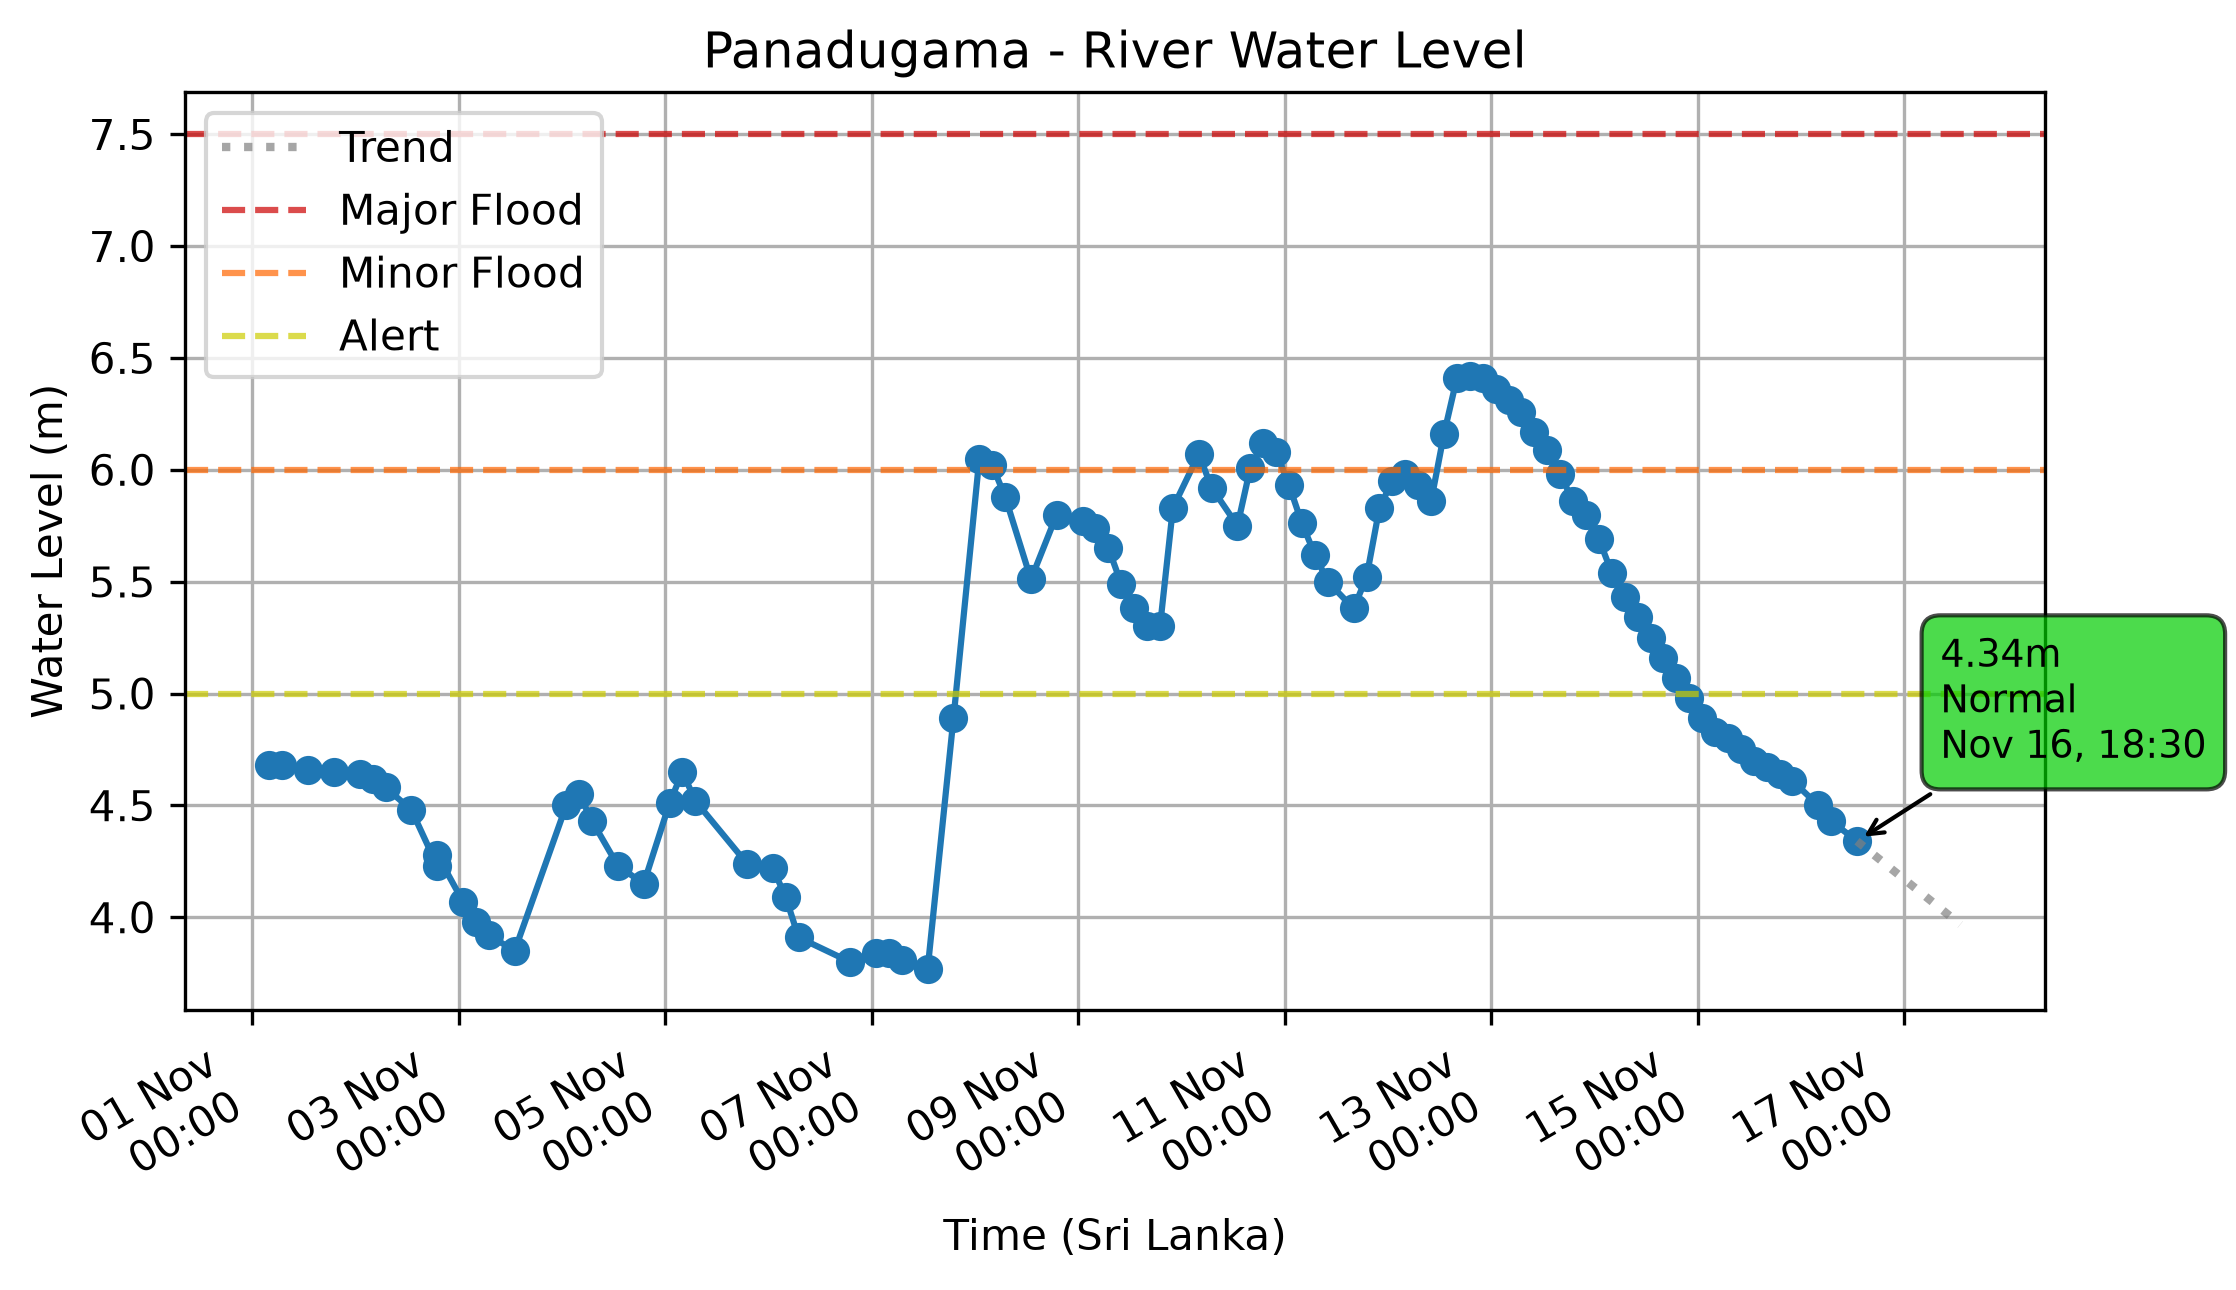 Panadugama - River Water Level
7.5
7.0
6.5
6.0
5.5
5.0
4.5
4.0
Water Level (m)
Trend
Major Flood
Minor Flood
Alert
4.34m
Normal
Nov 16, 18:30
01 Nov
00:00
03 Nov
00:00
05 Nov
00:00
07 Nov
00:00
09 Nov
00:00
11 Nov
00:00
13 Nov
00:00
15 Nov
00:00
17 Nov
00:00
Time (Sri Lanka)